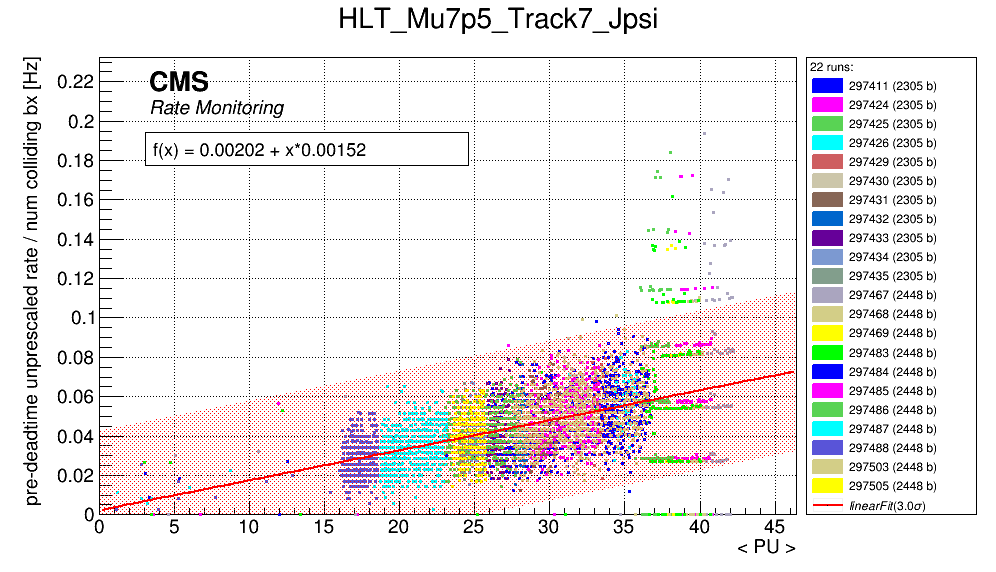 HLT_Mu7p5_Track7_Jpsi
pre-deadtime unprescaled rate / num colliding bx [Hz]
CMS
Rate Monitoring
f(x) = 0.00202 + x*0.00152
0.22
0.2
0.18
0.16
0.14
0.12
0.1
0.08
0.06
0.04
0.02
0
0 5 10 15 20 25 30 35 40 45
< PU >
22 runs:
297411 (2305 b)
297424 (2305 b)
297425 (2305 b)
297426 (2305 b)
297429 (2305 b)
297430 (2305 b)
297431 (2305 b)
297432 (2305 b)
297433 (2305 b)
297434 (2305 b)
297435 (2305 b)
297467 (2448 b)
297468 (2448 b)
297469 (2448 b)
297483 (2448 b)
297484 (2448 b)
297485 (2448 b)
297486 (2448 b)
297487 (2448 b)
297488 (2448 b)
297503 (2448 b)
297505 (2448 b)
linearFit(3.0σ)